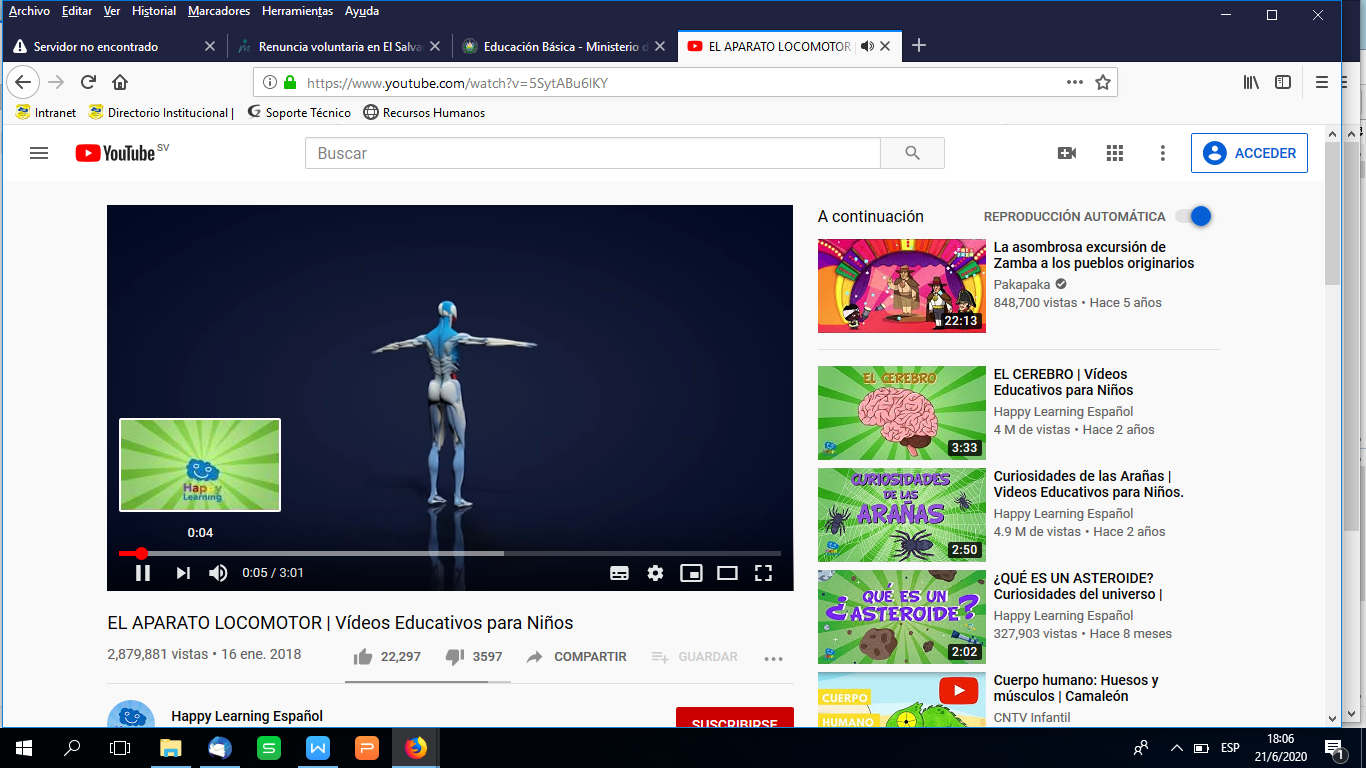 Archivo Editar Ver Historial Marcadores Herramientas Ayuda
Servidor no encontrado
Renuncia voluntaria en El Salva
Educación Básica - Ministerio d
EL APARATO LOCOMOTOR |
https://www.youtube.com/watch?v=5SytABu6lKY
Intranet
Directorio Institucional |
Soporte Técnico
Recursos Humanos
YouTube SV
Buscar
ACCEDER
Happy Learning
0:04
0:05 / 3:01
EL APARATO LOCOMOTOR | Vídeos Educativos para Niños
2,879,881 vistas • 16 ene. 2018
22,297
3597
COMPARTIR
GUARDAR
Happy Learning Español
SUSCRIBIRSE
A continuación
REPRODUCCIÓN AUTOMÁTICA
22:13
La asombrosa excursión de
Zamba a los pueblos originarios
Pakapaka
848,700 vistas • Hace 5 años
EL CEREBRO
3:33
EL CEREBRO | Vídeos
Educativos para Niños
Happy Learning Español
4 M de vistas • Hace 2 años
CURIOSIDADES
DE LAS
ARAÑAS
2:50
Curiosidades de las Arañas |
Videos Educativos para Niños.
Happy Learning Español
4.9 M de vistas • Hace 2 años
¿QUÉ ES UN
ASTEROIDE?
2:02
¿QUÉ ES UN ASTEROIDE?
Curiosidades del universo |
Happy Learning Español
327,903 vistas • Hace 8 meses
CUERPO
HUMANO
Cuerpo humano: Huesos y
músculos | Camaleón
CNTV Infantil
S
W
P
ESP
18:06
21/6/2020
1